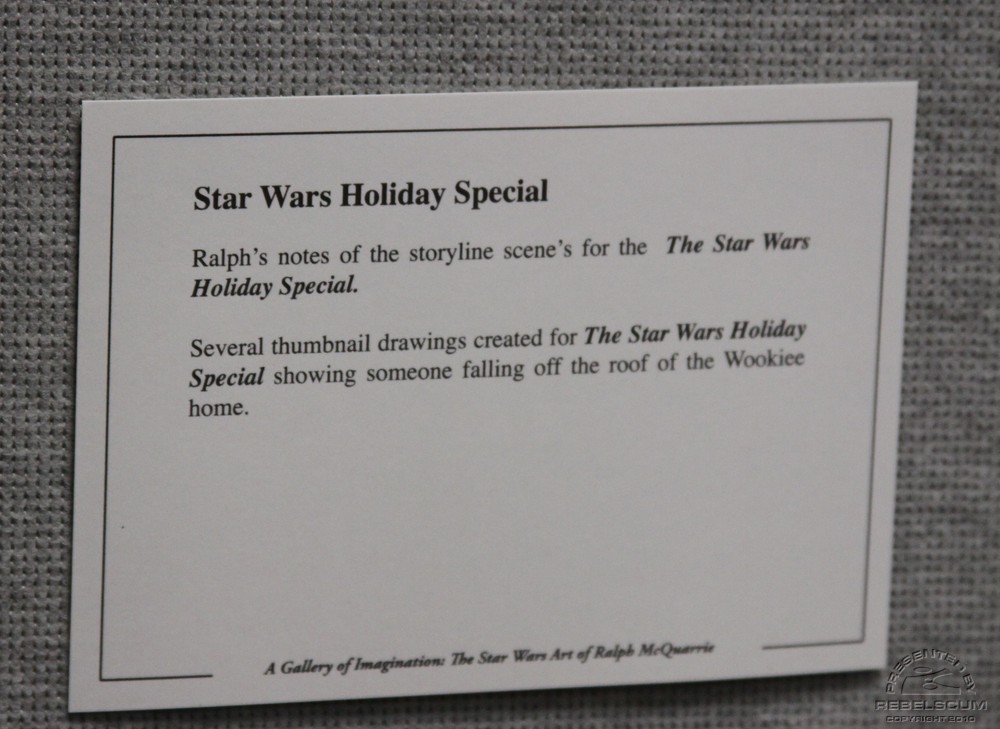 Star Wars Holiday Special
Ralph's notes of the storyline scene's for the The Star Wars
Holiday Special.
Several thumbnail drawings created for The Star Wars Holiday
Special showing someone falling off the roof of the Wookiee
home.
A Gallery of Imagination: The Star Wars Art of Ralph McQuarrie
PRESENTED BY
REBELSCUM
COPYRIGHT 2010